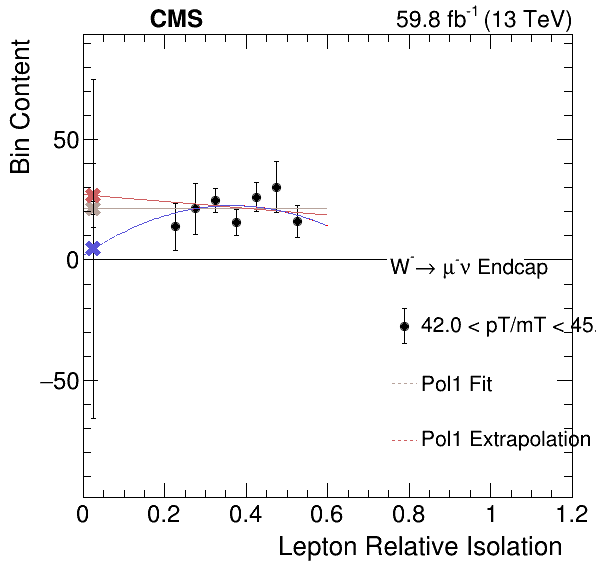 CMS 59.8 fb⁻¹ (13 TeV)
Bin Content
50
0
−50
W⁻→ μ⁻ν Endcap
42.0 < pT/mT < 45.
Pol1 Fit
Pol1 Extrapolation
0 0.2 0.4 0.6 0.8 1 1.2
Lepton Relative Isolation